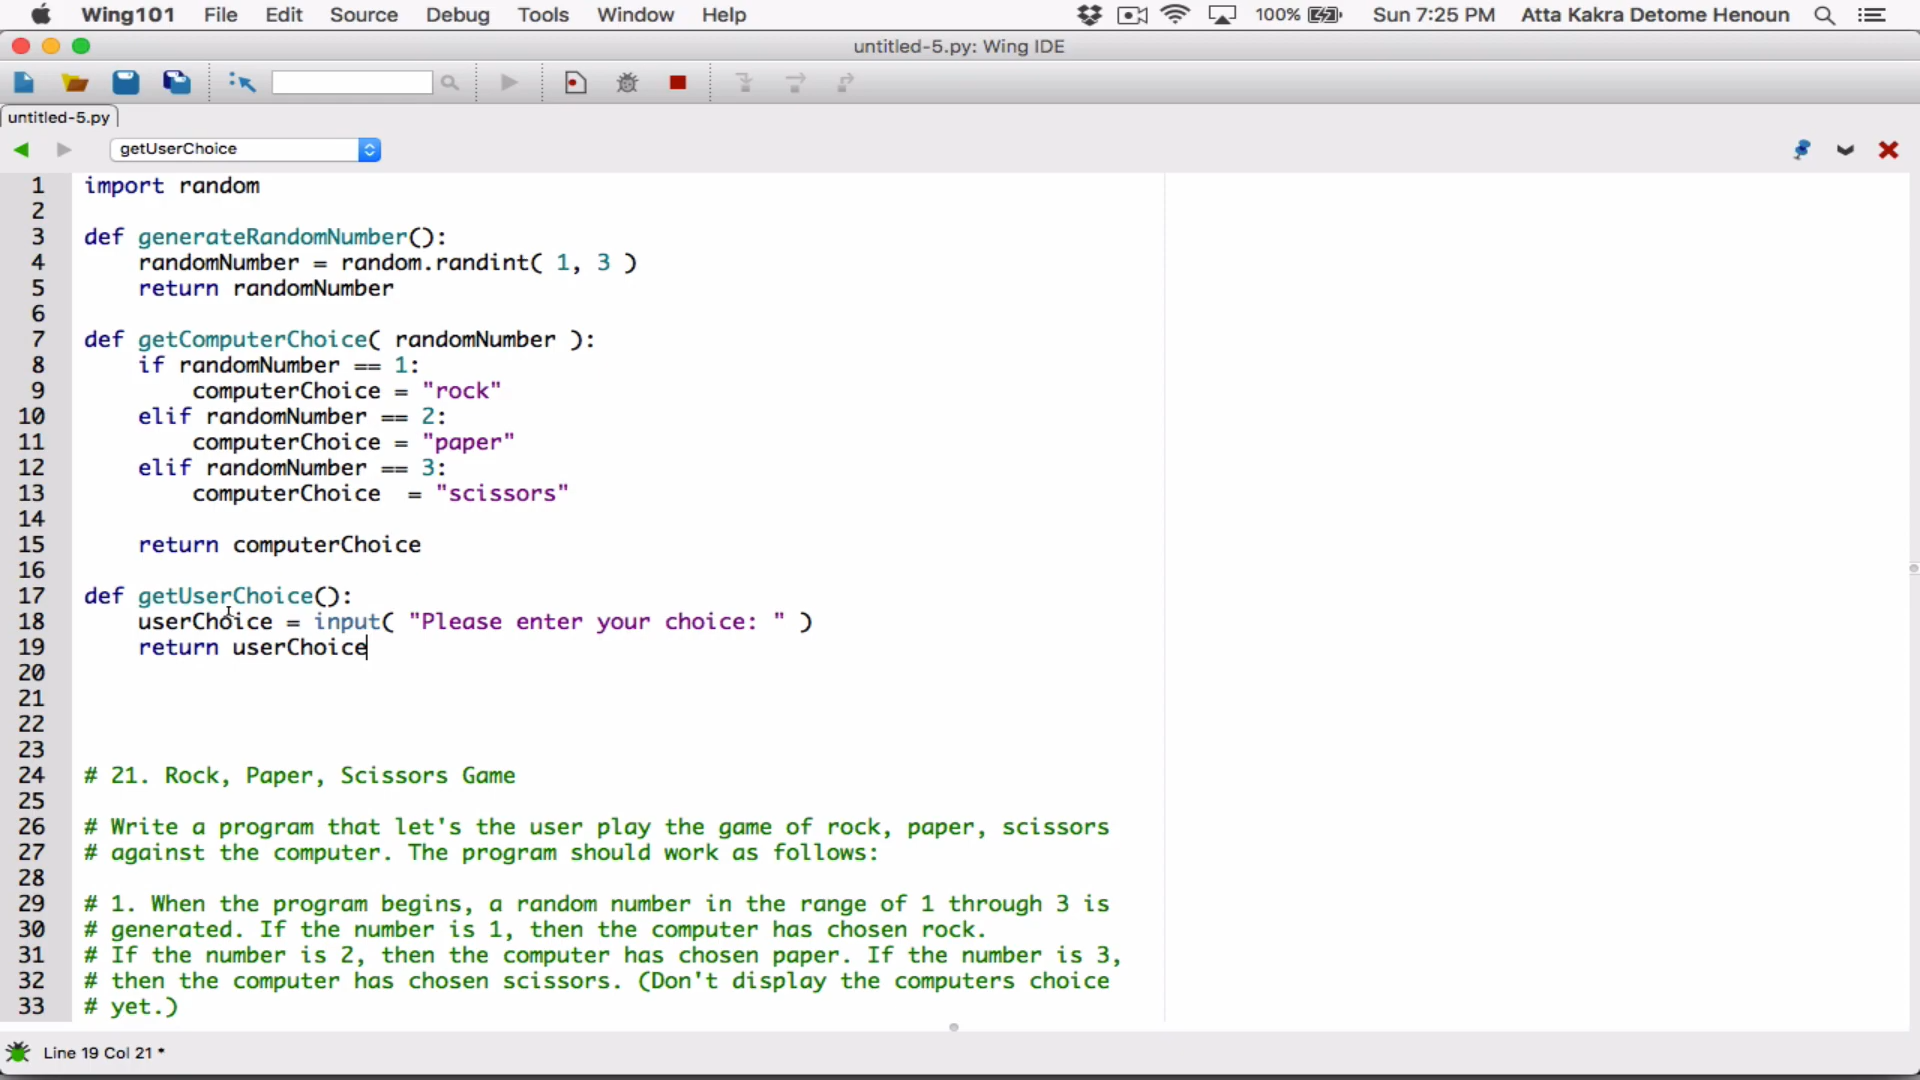 Wing101 File Edit Source Debug Tools Window Help 100% Sun 7:25 PM Atta Kakra Detome Henoun
untitled-5.py: Wing IDE
untitled-5.py
getUserChoice
1 import random
2
3 def generateRandomNumber():
4 randomNumber = random.randint( 1, 3 )
5 return randomNumber
6
7 def getComputerChoice( randomNumber ):
8 if randomNumber == 1:
9 computerChoice = "rock"
10 elif randomNumber == 2:
11 computerChoice = "paper"
12 elif randomNumber == 3:
13 computerChoice  = "scissors"
14
15 return computerChoice
16
17 def getUserChoice():
18 userChoice = input( "Please enter your choice: " )
19 return userChoice
20
21
22
23
24 # 21. Rock, Paper, Scissors Game
25
26 # Write a program that let's the user play the game of rock, paper, scissors
27 # against the computer. The program should work as follows:
28
29 # 1. When the program begins, a random number in the range of 1 through 3 is
30 # generated. If the number is 1, then the computer has chosen rock.
31 # If the number is 2, then the computer has chosen paper. If the number is 3,
32 # then the computer has chosen scissors. (Don't display the computers choice
33 # yet.)
Line 19 Col 21 *